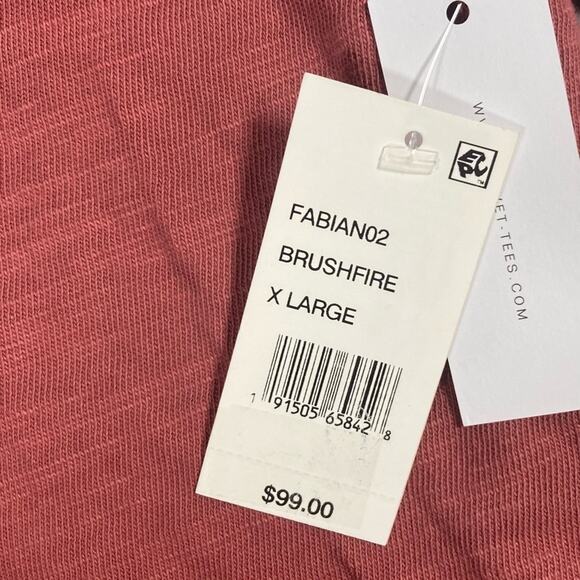 FABIAN02
BRUSHFIRE
X LARGE
1 91505 65842 8
$99.00
ET-TEES.COM